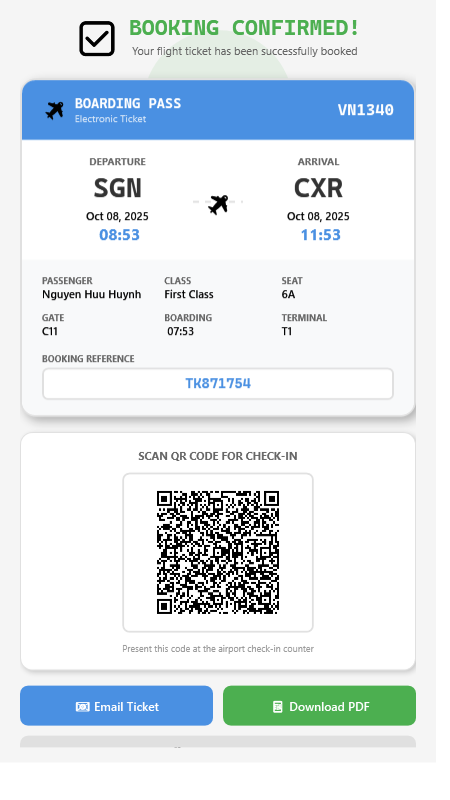 BOOKING CONFIRMED!
Your flight ticket has been successfully booked
BOARDING PASS
Electronic Ticket
VN1340
DEPARTURE
SGN
Oct 08, 2025
08:53
ARRIVAL
CXR
Oct 08, 2025
11:53
PASSENGER
Nguyen Huu Huynh
CLASS
First Class
SEAT
6A
GATE
C11
BOARDING
07:53
TERMINAL
T1
BOOKING REFERENCE
TK871754
SCAN QR CODE FOR CHECK-IN
Present this code at the airport check-in counter
Email Ticket
Download PDF